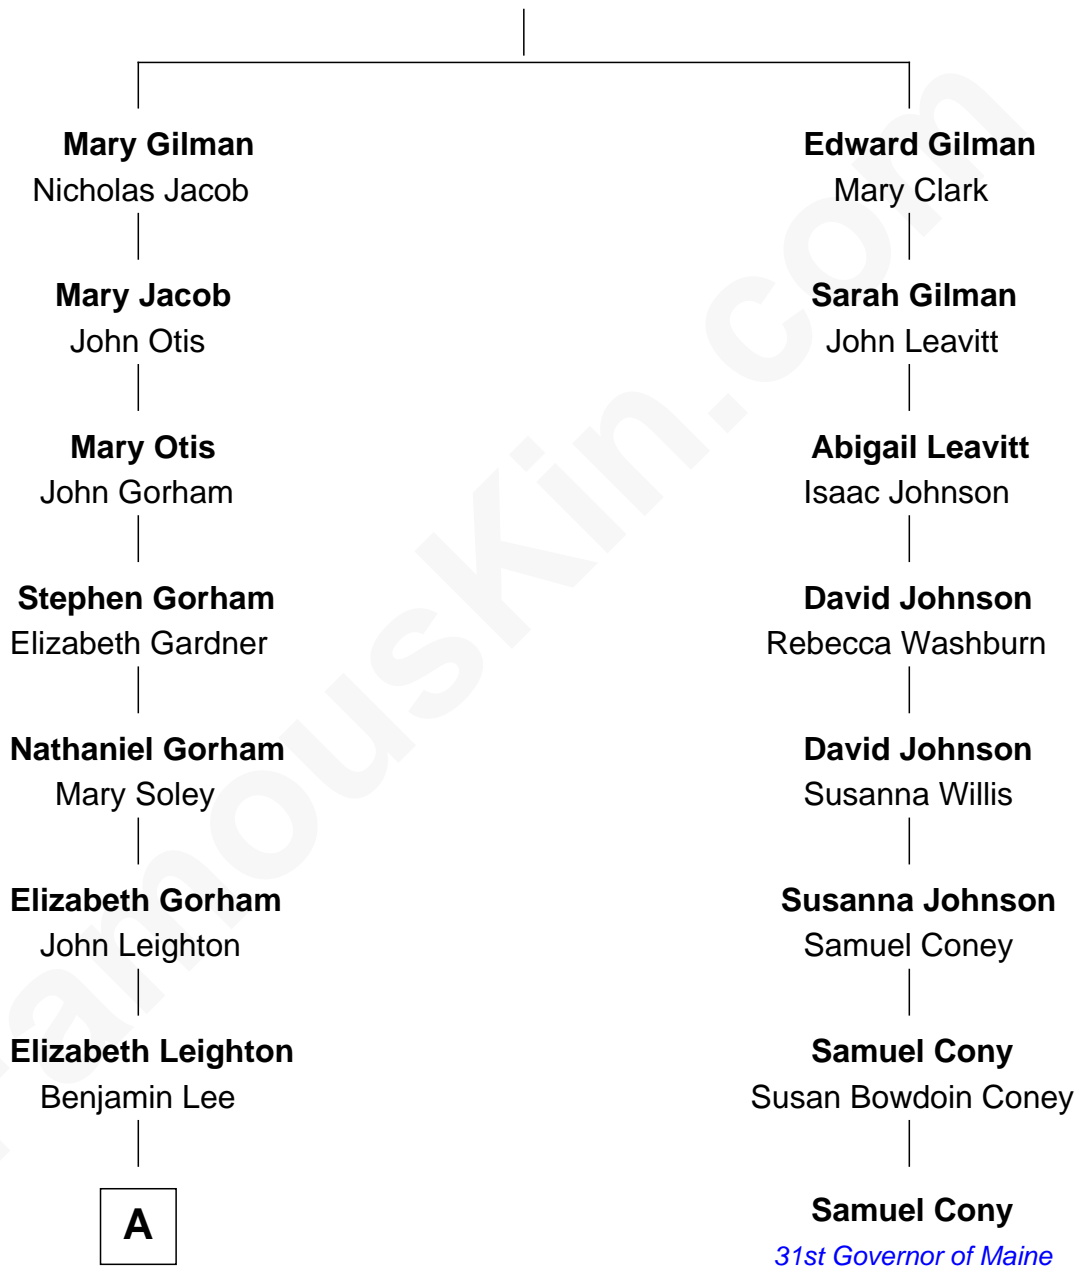 Mary Gilman
Nicholas Jacob
Mary Jacob
John Otis
Mary Otis
John Gorham
Stephen Gorham
Elizabeth Gardner
Nathaniel Gorham
Mary Soley
Elizabeth Gorham
John Leighton
Elizabeth Leighton
Benjamin Lee
A
Edward Gilman
Mary Clark
Sarah Gilman
John Leavitt
Abigail Leavitt
Isaac Johnson
David Johnson
Rebecca Washburn
David Johnson
Susanna Willis
Susanna Johnson
Samuel Coney
Samuel Cony
Susan Bowdoin Coney
Samuel Cony
31st Governor of Maine
FamousKin.com